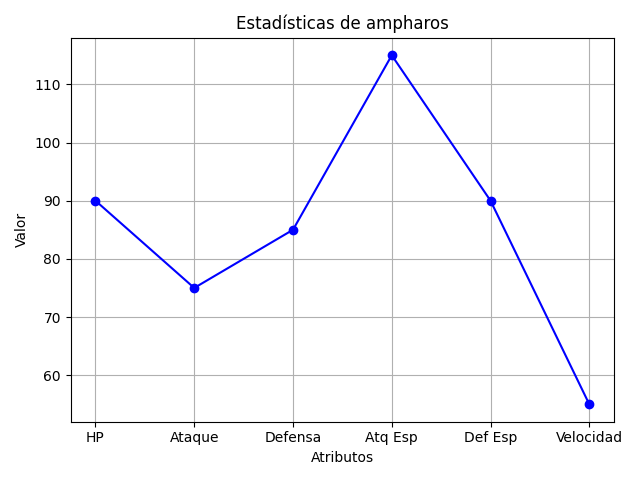 Estadísticas de ampharos
Valor
110
100
90
80
70
60
HP Ataque Defensa Atq Esp Def Esp Velocidad
Atributos